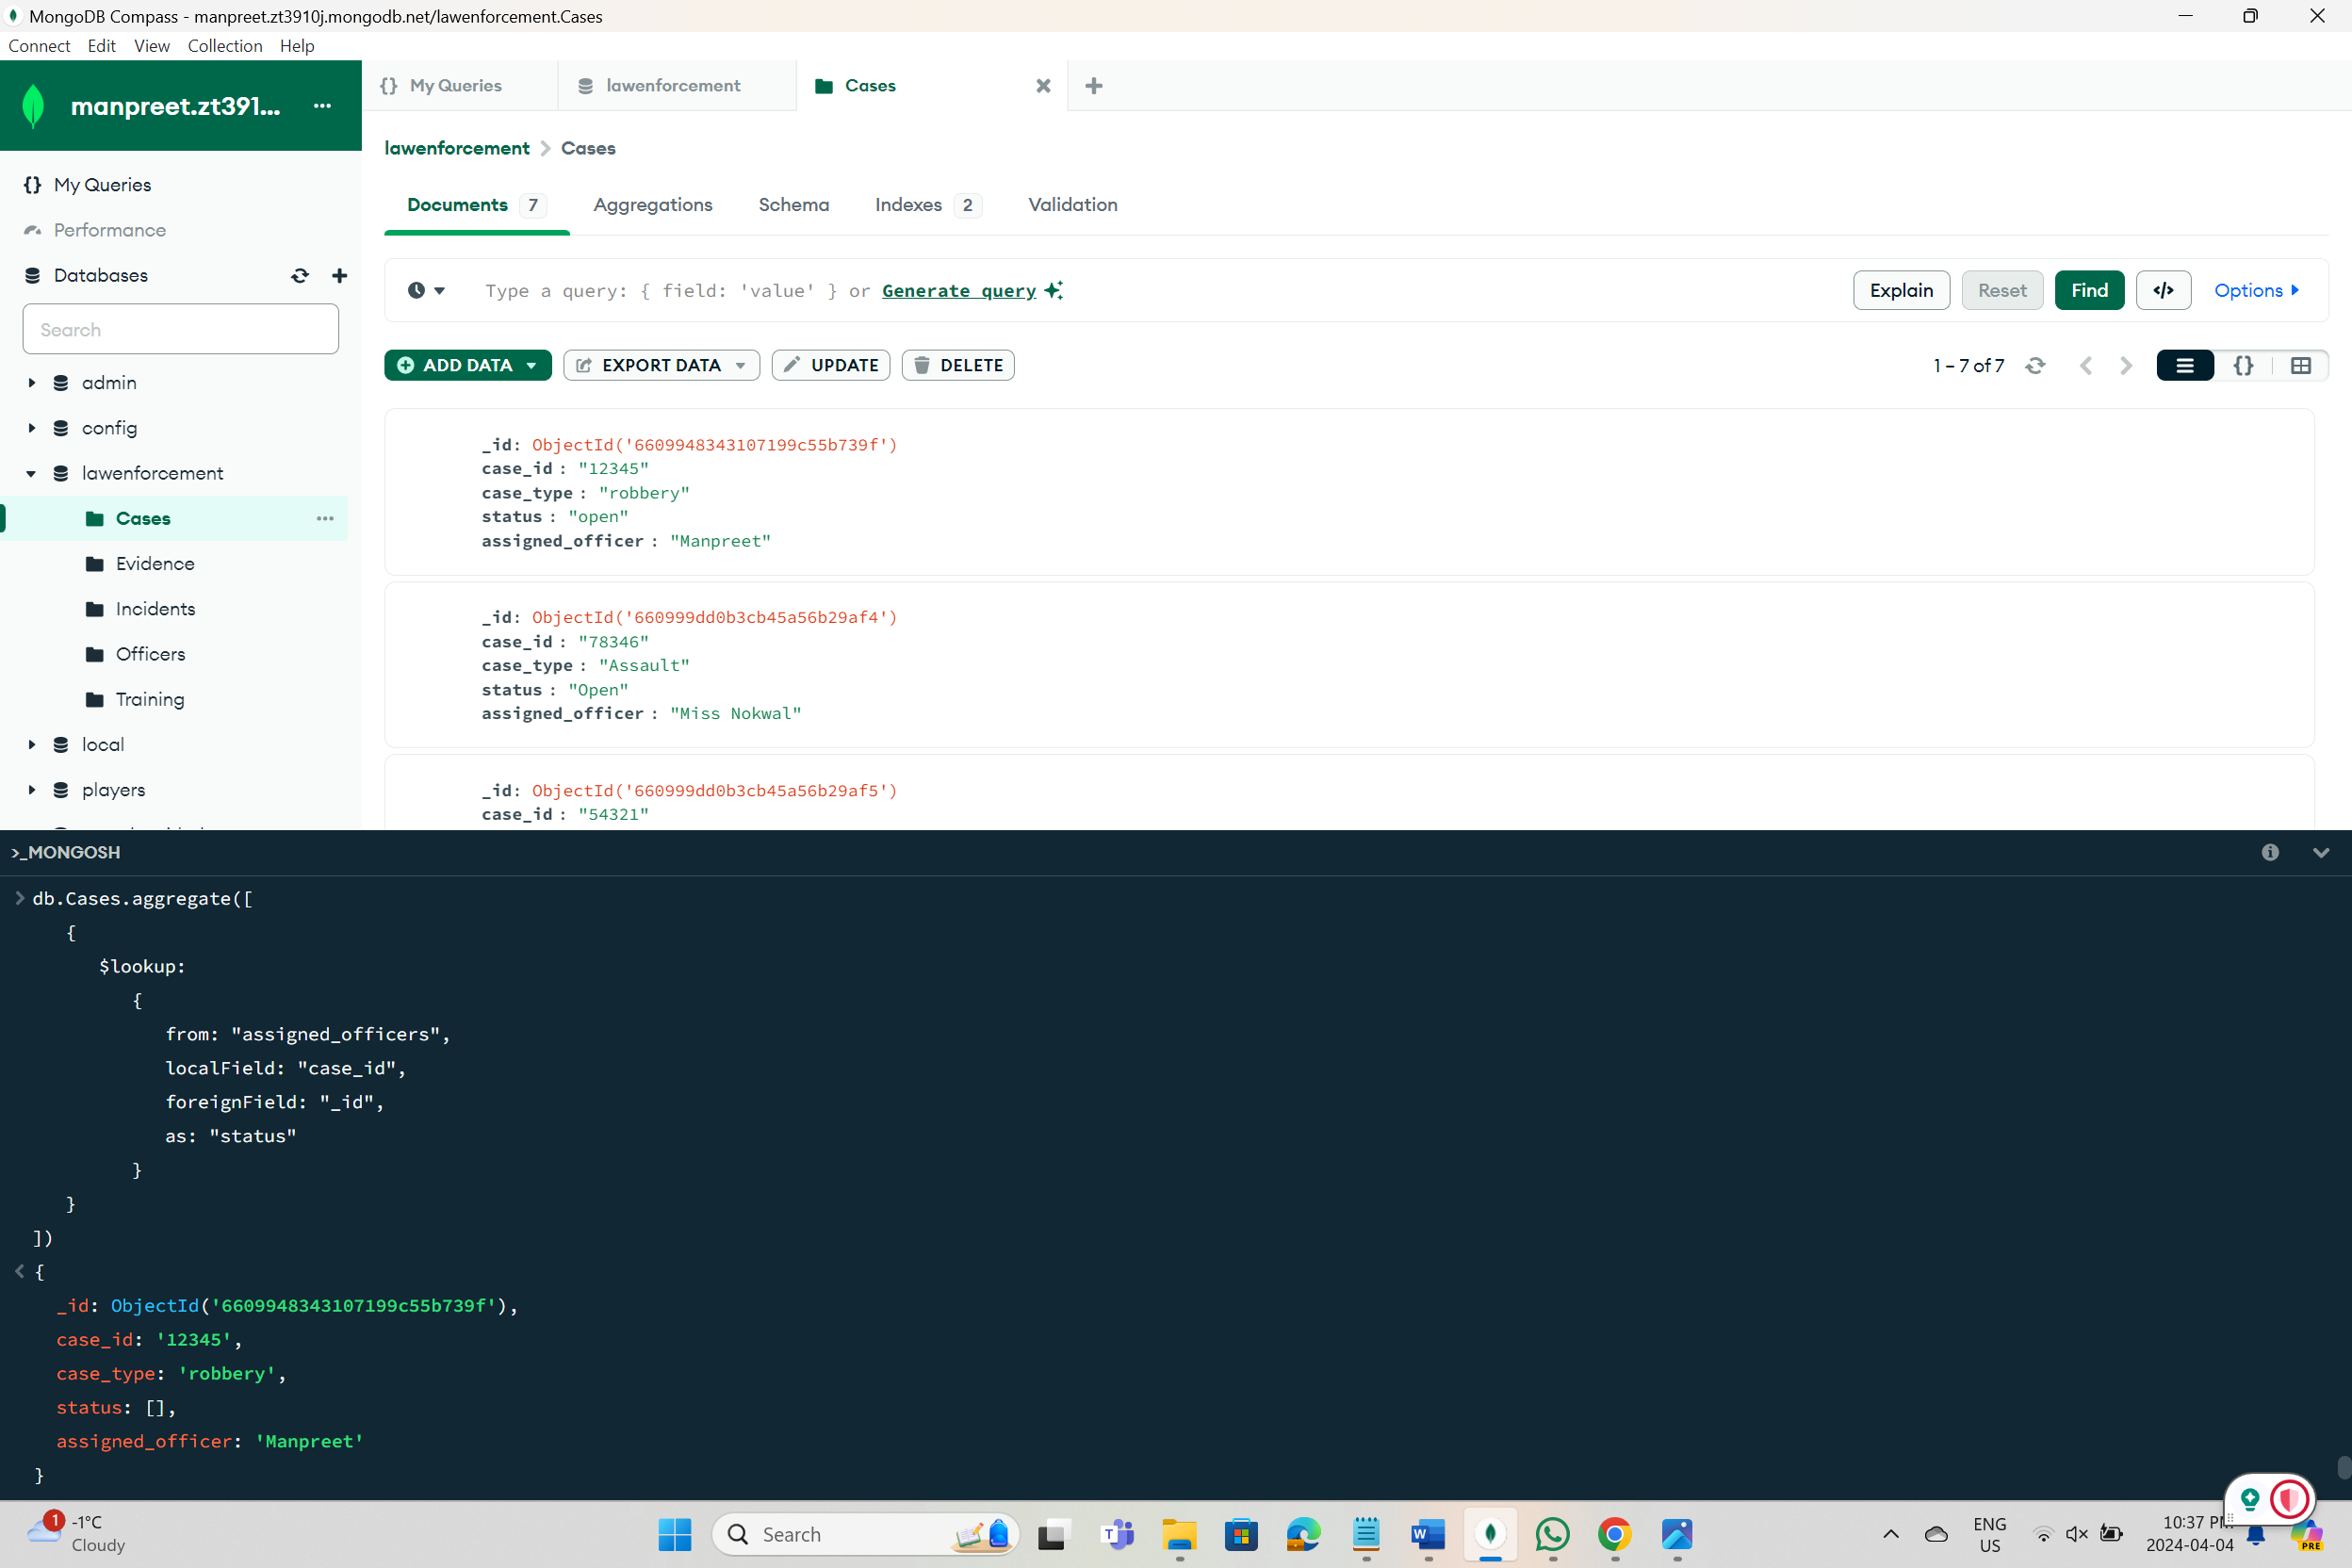 MongoDB Compass - manpreet.zt3910j.mongodb.net/lawenforcement.Cases
Connect Edit View Collection Help
manpreet.zt391...
{} My Queries
lawenforcement
Cases
lawenforcement > Cases
{} My Queries
Performance
Databases
Search
admin
config
lawenforcement
Cases
Evidence
Incidents
Officers
Training
local
players
Documents 7 Aggregations Schema Indexes 2 Validation
Type a query: { field: 'value' } or Generate query
Explain Reset Find </> Options
ADD DATA EXPORT DATA UPDATE DELETE
1 – 7 of 7 {}
_id: ObjectId('6609948343107199c55b739f')
case_id : "12345"
case_type : "robbery"
status : "open"
assigned_officer : "Manpreet"
_id: ObjectId('660999dd0b3cb45a56b29af4')
case_id : "78346"
case_type : "Assault"
status : "Open"
assigned_officer : "Miss Nokwal"
_id: ObjectId('660999dd0b3cb45a56b29af5')
case_id : "54321"
>_MONGOSH
> db.Cases.aggregate([
{
$lookup:
{
from: "assigned_officers",
localField: "case_id",
foreignField: "_id",
as: "status"
}
}
])
< {
_id: ObjectId('6609948343107199c55b739f'),
case_id: '12345',
case_type: 'robbery',
status: [],
assigned_officer: 'Manpreet'
}
1
-1°C
Cloudy
Search
ENG
US
10:37
2024-04-04
PRE